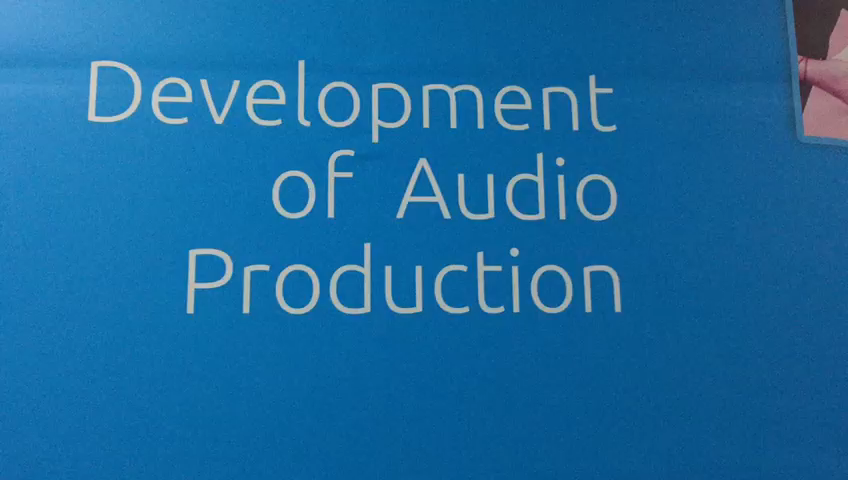 Development
of Audio
Production